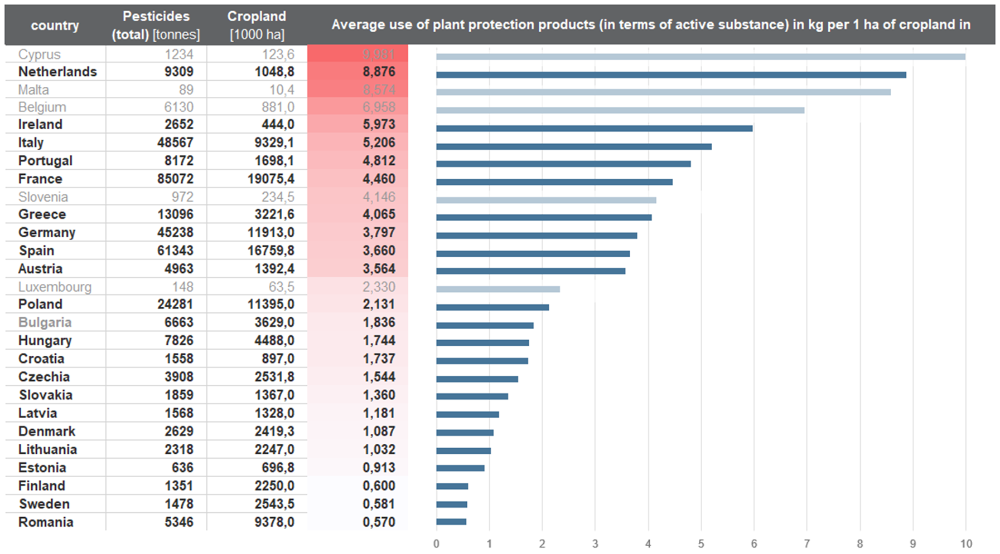 country Pesticides (total) [tonnes] Cropland [1000 ha] Average use of plant protection products (in terms of active substance) in kg per 1 ha of cropland in
Cyprus 1234 123,6 9,981
Netherlands 9309 1048,8 8,876
Malta 89 10,4 8,574
Belgium 6130 881,0 6,958
Ireland 2652 444,0 5,973
Italy 48567 9329,1 5,206
Portugal 8172 1698,1 4,812
France 85072 19075,4 4,460
Slovenia 972 234,5 4,146
Greece 13096 3221,6 4,065
Germany 45238 11913,0 3,797
Spain 61343 16759,8 3,660
Austria 4963 1392,4 3,564
Luxembourg 148 63,5 2,330
Poland 24281 11395,0 2,131
Bulgaria 6663 3629,0 1,836
Hungary 7826 4488,0 1,744
Croatia 1558 897,0 1,737
Czechia 3908 2531,8 1,544
Slovakia 1859 1367,0 1,360
Latvia 1568 1328,0 1,181
Denmark 2629 2419,3 1,087
Lithuania 2318 2247,0 1,032
Estonia 636 696,8 0,913
Finland 1351 2250,0 0,600
Sweden 1478 2543,5 0,581
Romania 5346 9378,0 0,570
0 1 2 3 4 5 6 7 8 9 10